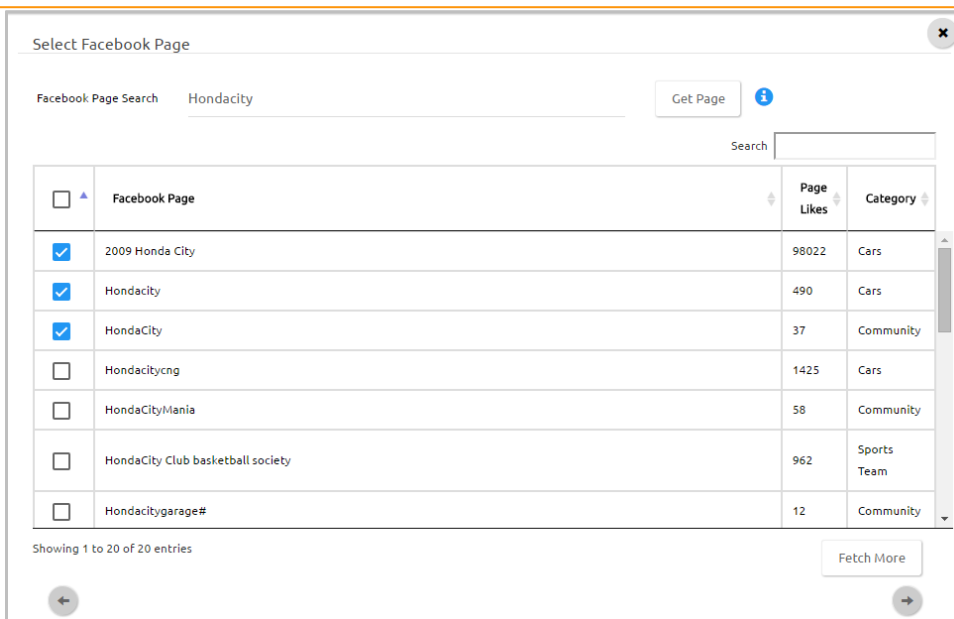 Select Facebook Page
Facebook Page Search Hondacity Get Page
Search
Facebook Page Page Likes Category
2009 Honda City 98022 Cars
Hondacity 490 Cars
HondaCity 37 Community
Hondacitycng 1425 Cars
HondaCityMania 58 Community
HondaCity Club basketball society 962 Sports Team
Hondacitygarage# 12 Community
Showing 1 to 20 of 20 entries
Fetch More